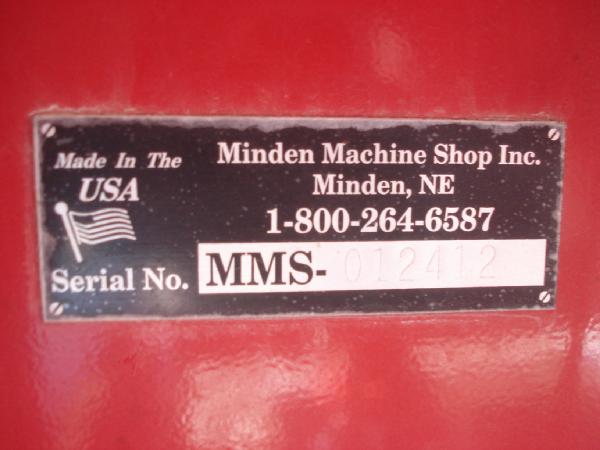 Made In The
USA
Minden Machine Shop Inc.
Minden, NE
1-800-264-6587
Serial No. MMS-012412